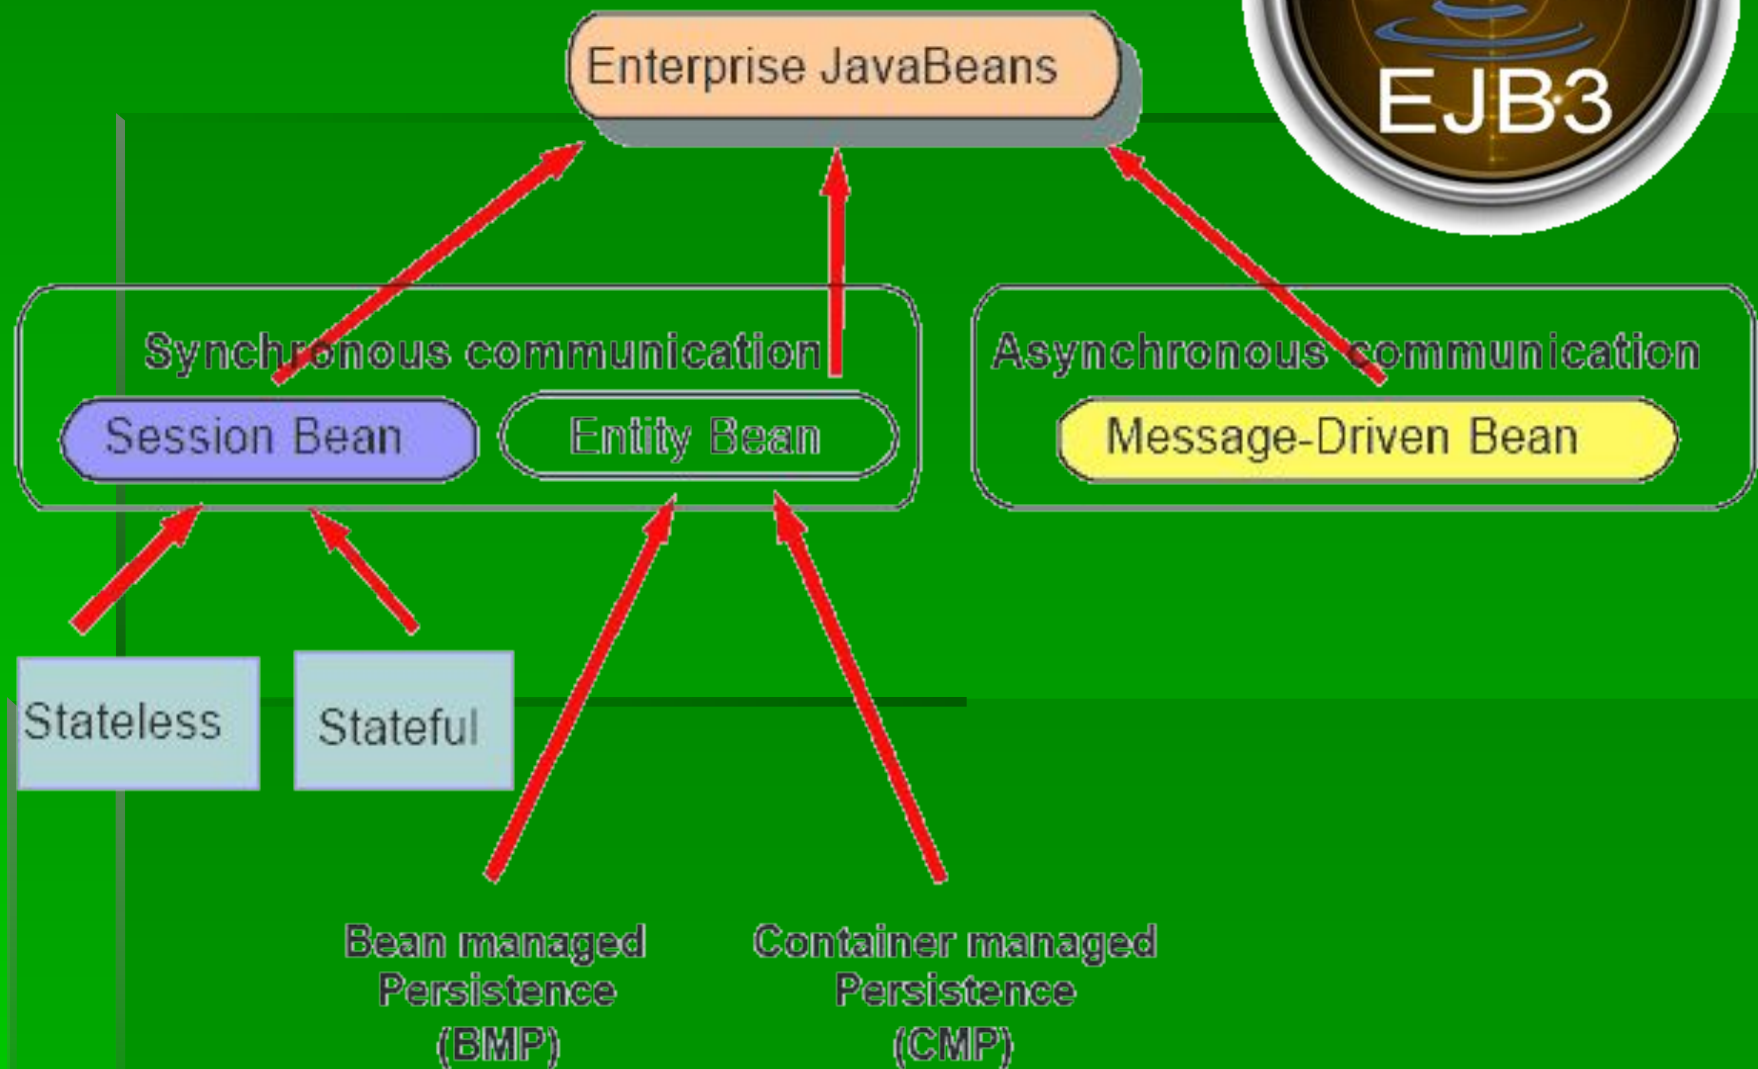 Enterprise JavaBeans
EJB3
Synchronous communication
Asynchronous communication
Session Bean
Entity Bean
Message-Driven Bean
Stateless
Stateful
Bean managed
Persistence
(BMP)
Container managed
Persistence
(CMP)